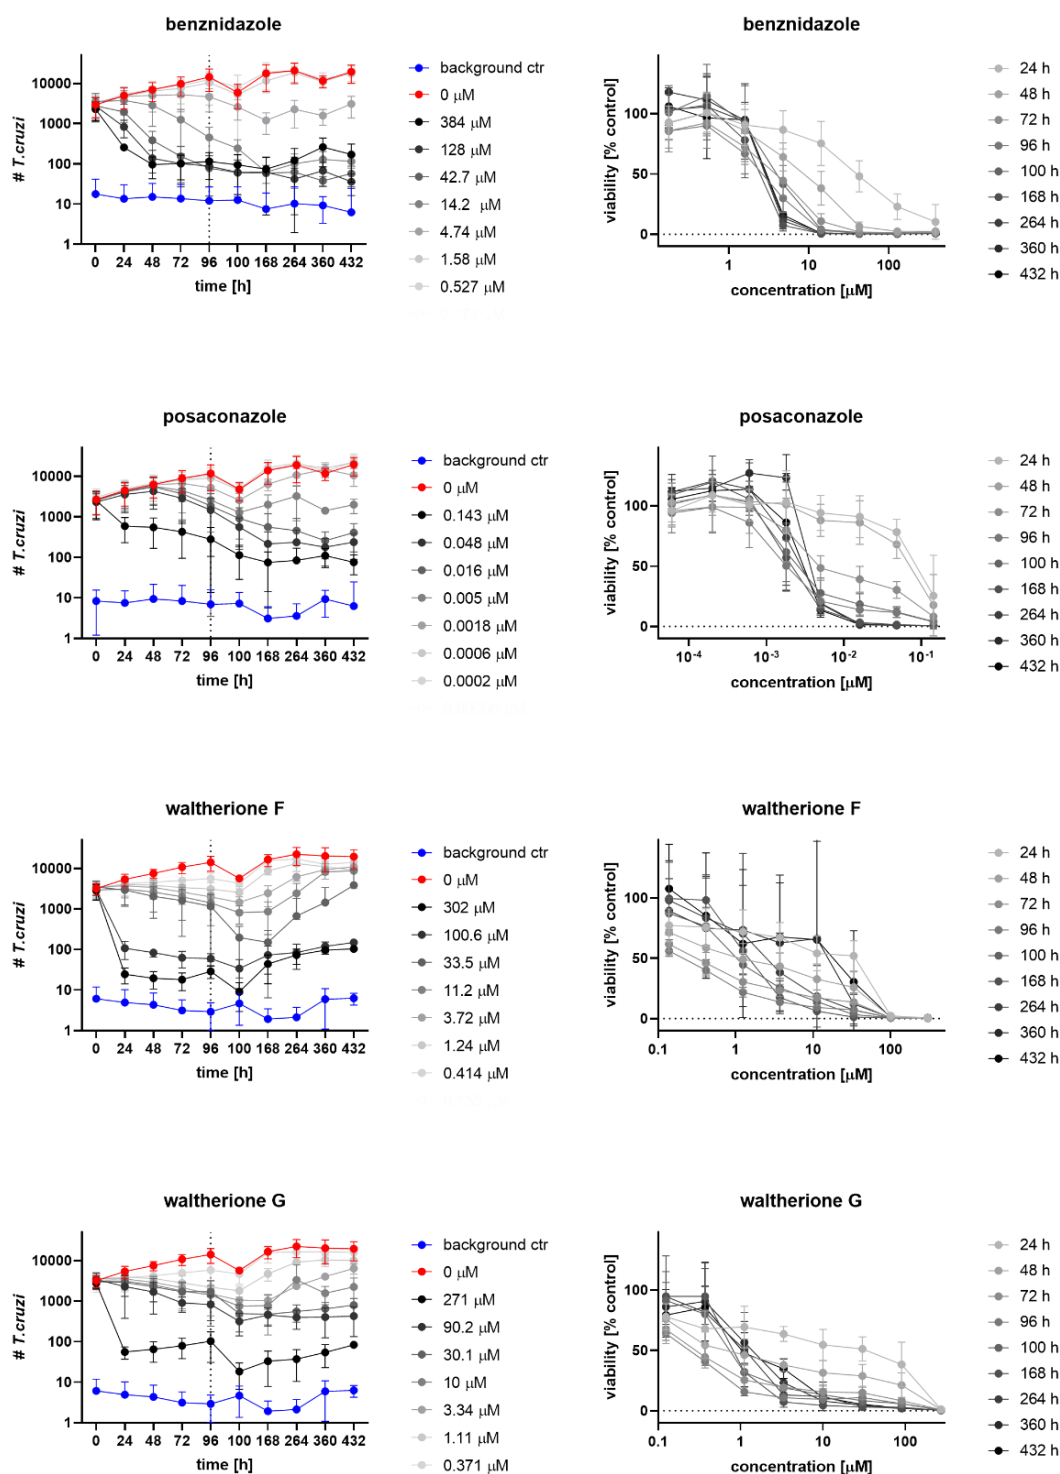 benznidazole
# T.cruzi
10000
1000
100
10
1
0 24 48 72 96 100 168 264 360 432
time [h]
background ctr
0 μM
384 μM
128 μM
42.7 μM
14.2 μM
4.74 μM
1.58 μM
0.527 μM
benznidazole
viability [% control]
100
50
0
1 10 100
concentration [μM]
24 h
48 h
72 h
96 h
100 h
168 h
264 h
360 h
432 h
posaconazole
# T.cruzi
10000
1000
100
10
1
0 24 48 72 96 100 168 264 360 432
time [h]
background ctr
0 μM
0.143 μM
0.048 μM
0.016 μM
0.005 μM
0.0018 μM
0.0006 μM
0.0002 μM
posaconazole
viability [% control]
100
50
0
10-4 10-3 10-2 10-1
concentration [μM]
24 h
48 h
72 h
96 h
100 h
168 h
264 h
360 h
432 h
waltherione F
# T.cruzi
10000
1000
100
10
1
0 24 48 72 96 100 168 264 360 432
time [h]
background ctr
0 μM
302 μM
100.6 μM
33.5 μM
11.2 μM
3.72 μM
1.24 μM
0.414 μM
waltherione F
viability [% control]
100
50
0
0.1 1 10 100
concentration [μM]
24 h
48 h
72 h
96 h
100 h
168 h
264 h
360 h
432 h
waltherione G
# T.cruzi
10000
1000
100
10
1
0 24 48 72 96 100 168 264 360 432
time [h]
background ctr
0 μM
271 μM
90.2 μM
30.1 μM
10 μM
3.34 μM
1.11 μM
0.371 μM
waltherione G
viability [% control]
100
50
0
0.1 1 10 100
concentration [μM]
24 h
48 h
72 h
96 h
100 h
168 h
264 h
360 h
432 h